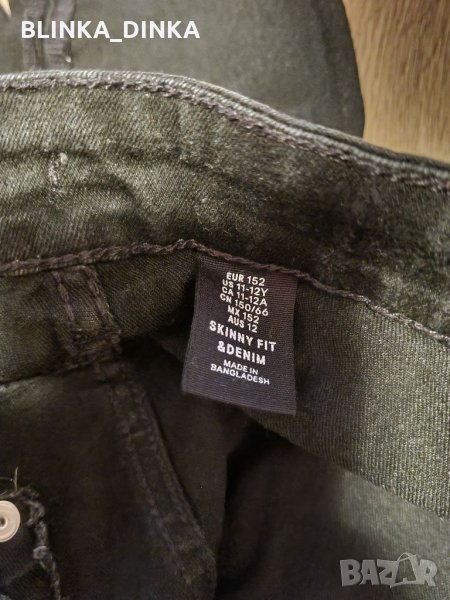 BLINKA_DINKA
EUR 152
US 11-12Y
CA 11-12A
CN 150/66
MX 152
AUS 12
SKINNY FIT
&DENIM
MADE IN
BANGLADESH
BAZAR